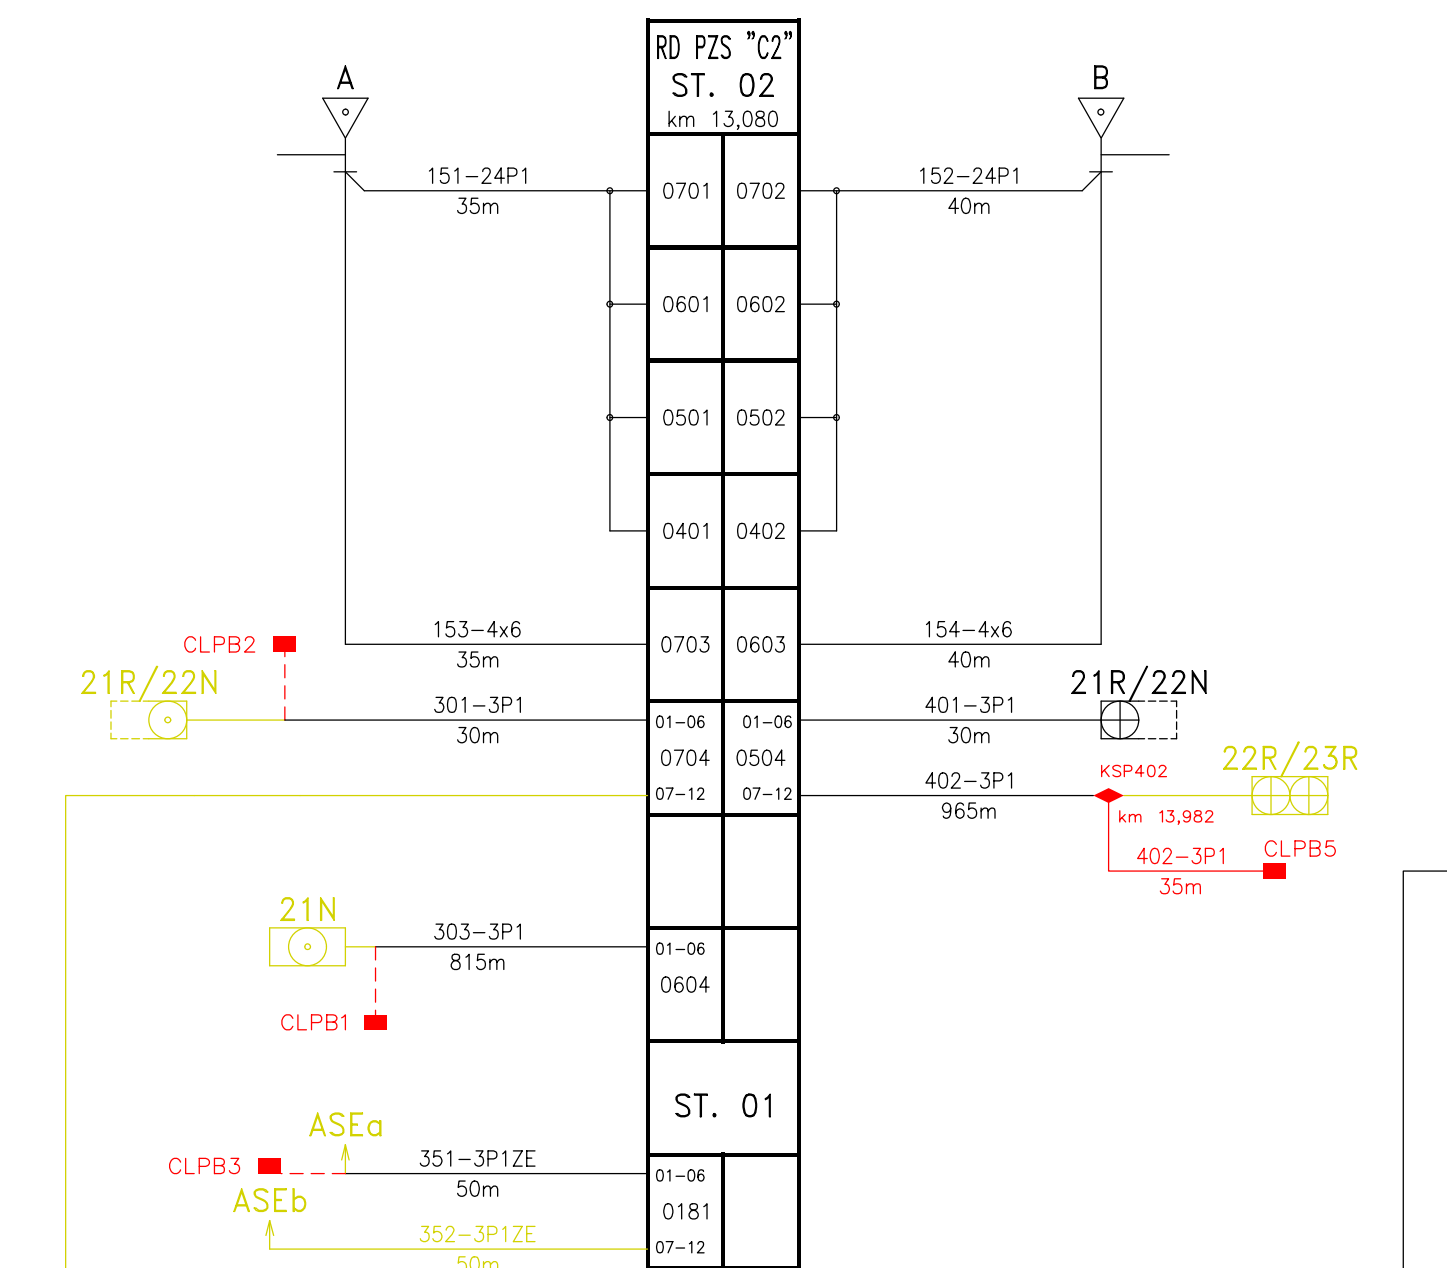 RD PZS "C2"
ST. 02
km 13,080
A
B
151-24P1
35m
0701
0702
152-24P1
40m
0601
0602
0501
0502
0401
0402
153-4x6
35m
0703
0603
154-4x6
40m
CLPB2
21R/22N
301-3P1
30m
01-06
0704
07-12
01-06
0504
07-12
401-3P1
30m
21R/22N
402-3P1
965m
KSP402
km 13,982
22R/23R
402-3P1
35m
CLPB5
21N
303-3P1
815m
01-06
0604
CLPB1
ST. 01
ASEa
CLPB3
351-3P1ZE
50m
01-06
0181
07-12
ASEb
352-3P1ZE
50m